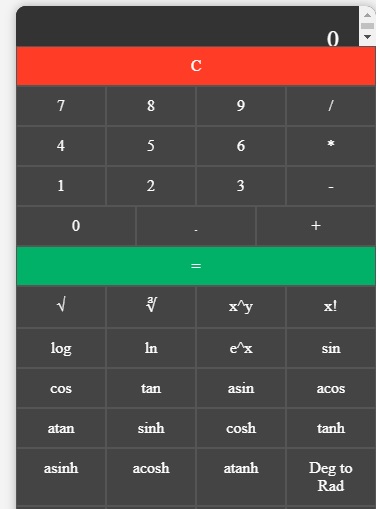 0
C
7 8 9 /
4 5 6 *
1 2 3 -
0 . +
=
√ ∛ x^y x!
log ln e^x sin
cos tan asin acos
atan sinh cosh tanh
asinh acosh atanh Deg to
Rad